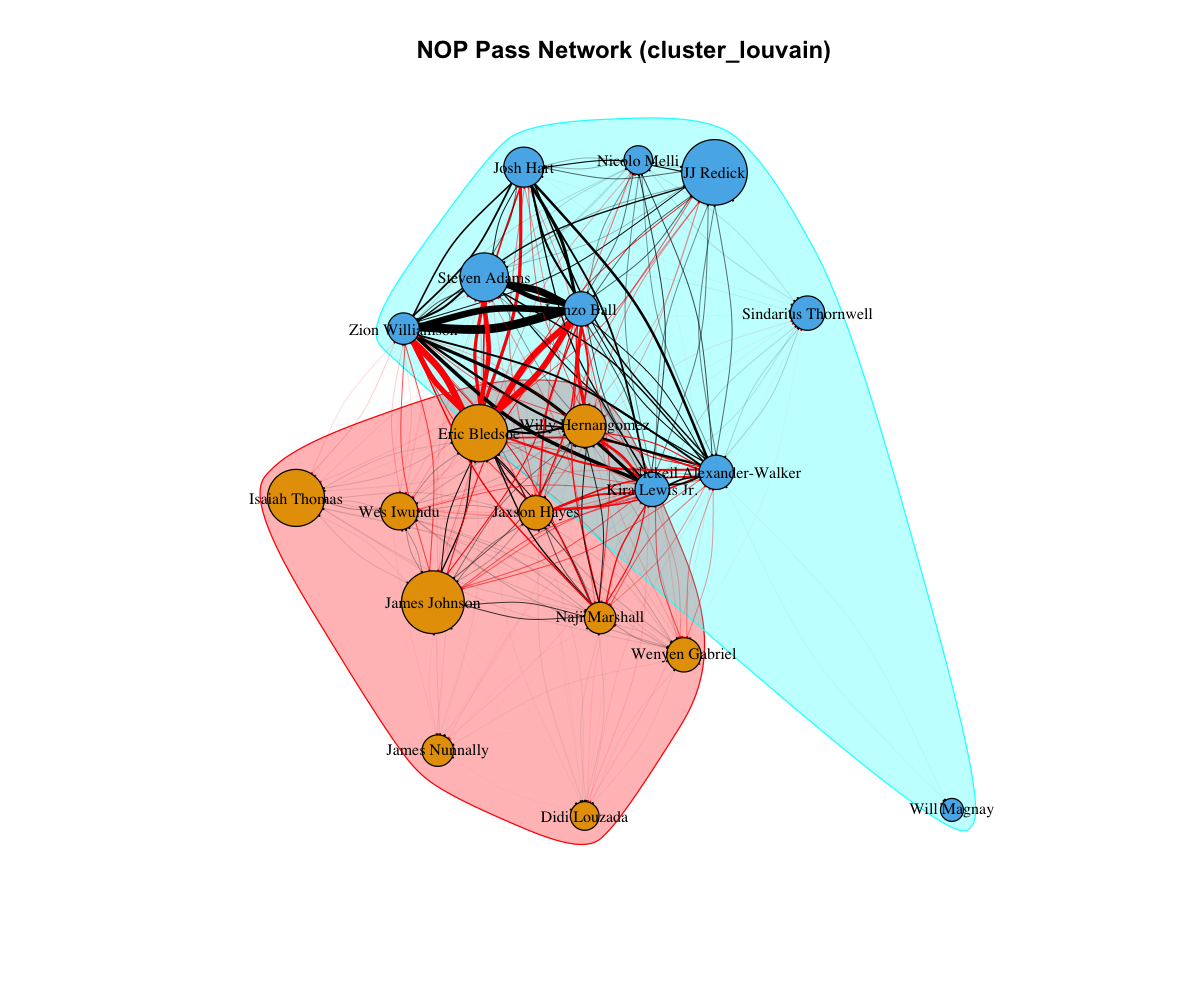 NOP Pass Network (cluster_louvain)
Josh Hart
Nicolo Melli
JJ Redick
Steven Adams
nzo Ball
Sindarius Thornwell
Zion Williamson
Willy Hernangomez
Eric Bledsoe
Nickeil Alexander-Walker
Kira Lewis Jr.
Isaiah Thomas
Wes Iwundu
Jaxson Hayes
James Johnson
Naji Marshall
Wenyen Gabriel
James Nunnally
Will Magnay
Didi Louzada